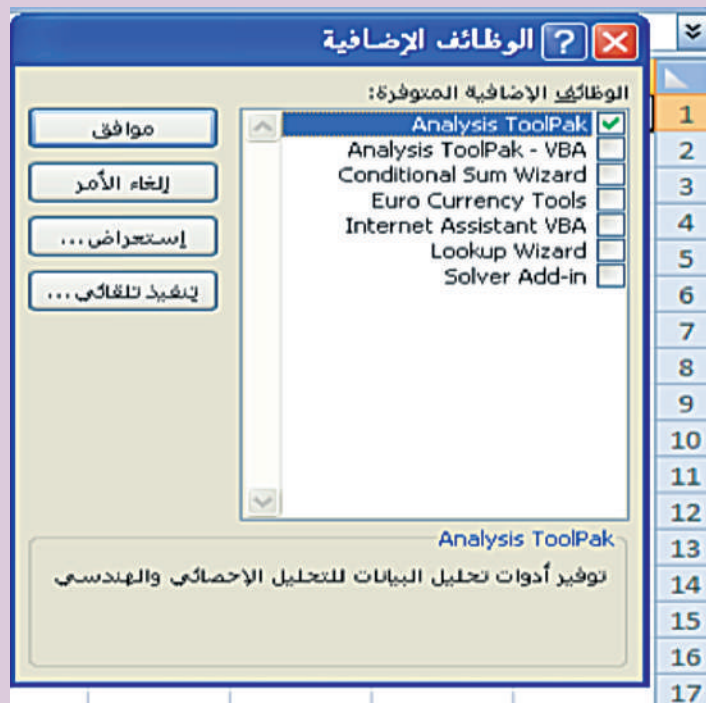 الوظائف الإضافية
الوظائف الإضافية المتوفرة:
Analysis ToolPak
Analysis ToolPak - VBA
Conditional Sum Wizard
Euro Currency Tools
Internet Assistant VBA
Lookup Wizard
Solver Add-in
موافق
إلغاء الأمر
إستعراض...
تنفيذ تلقائي...
Analysis ToolPak
توفير أدوات تحليل البيانات للتحليل الإحصائي والهندسي
1
2
3
4
5
6
7
8
9
10
11
12
13
14
15
16
17